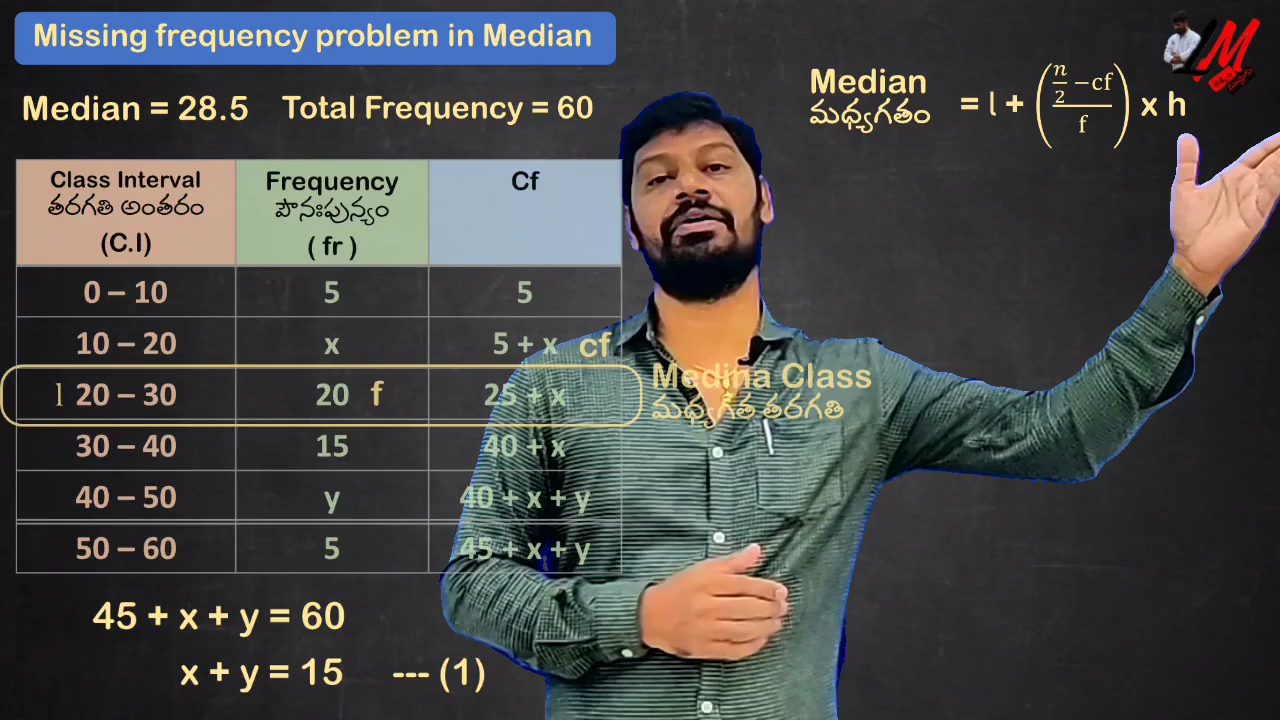 Missing frequency problem in Median
Median = 28.5 Total Frequency = 60
Class Interval
తరగతి అంతరం
(C.I)
Frequency
పౌనఃపున్యం
( fr )
Cf
0 – 10 5 5
10 – 20 x 5 + x cf
l 20 – 30 20 f 25 + x
30 – 40 15 40 + x
40 – 50 y 40 + x + y
50 – 60 5 45 + x + y
Medina Class
మధ్యగత తరగతి
45 + x + y = 60
x + y = 15 --- (1)
Median
మధ్యగతం
= l + ( (n/2 – cf) / f ) x h
LM